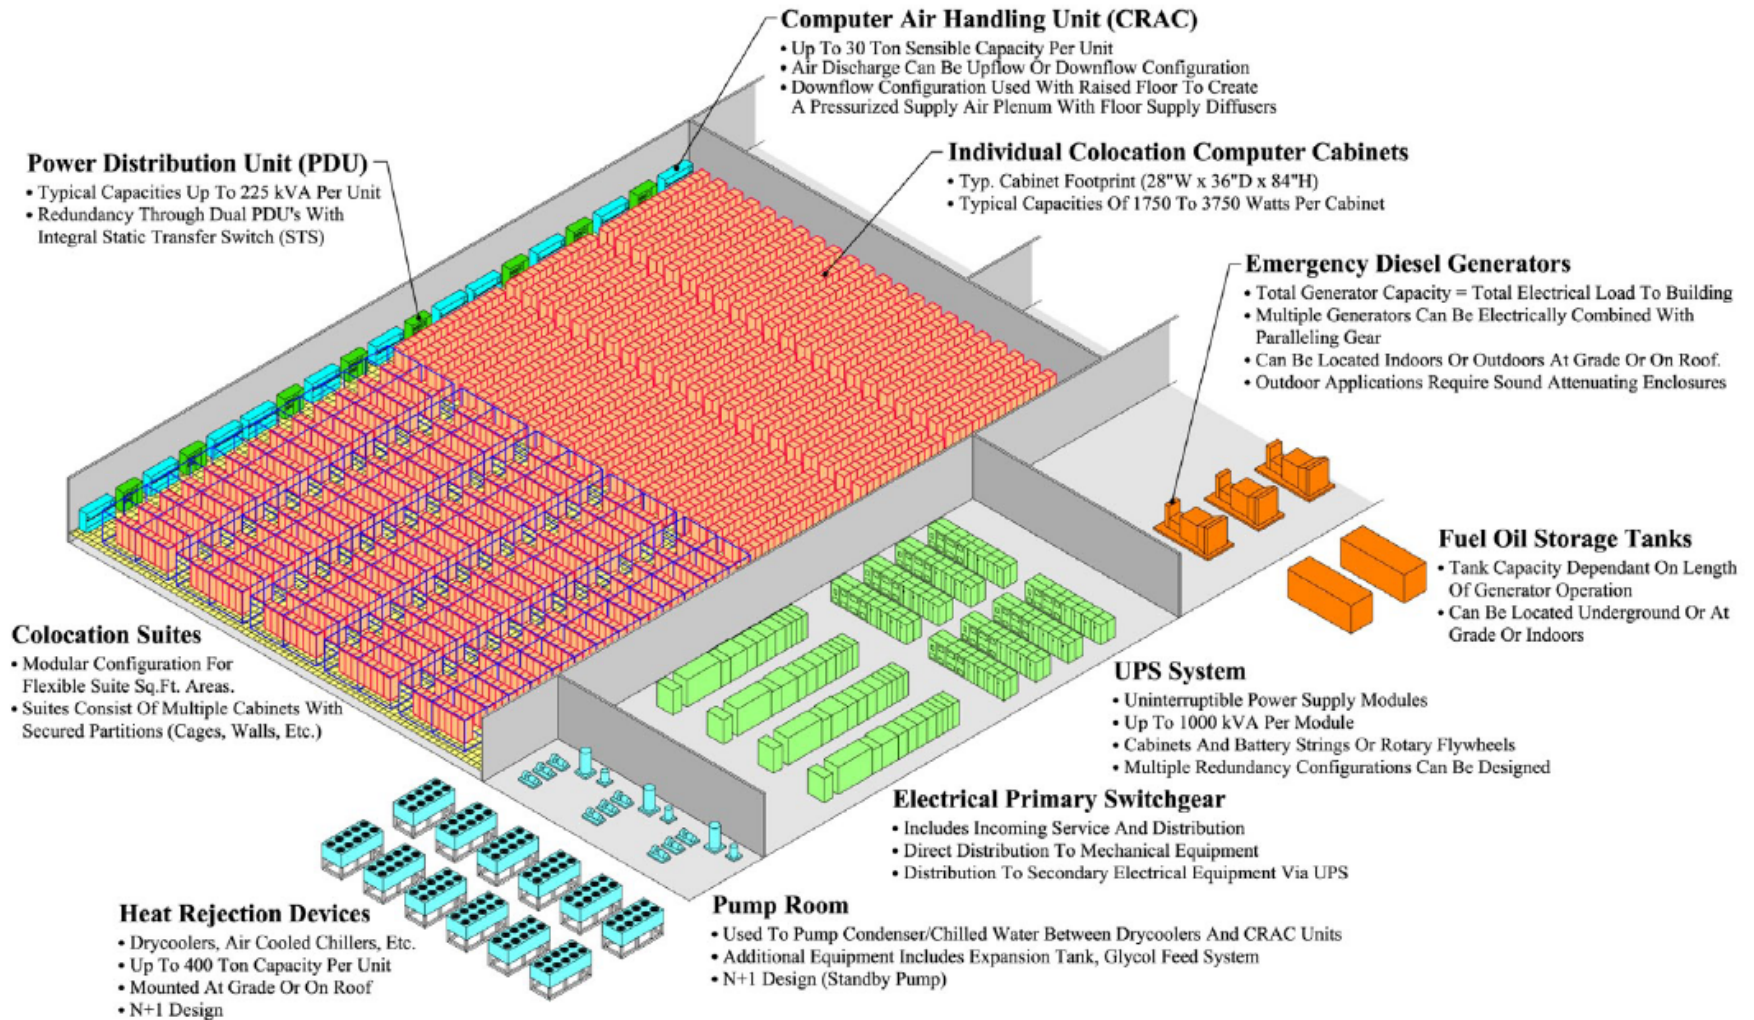 Computer Air Handling Unit (CRAC)
• Up To 30 Ton Sensible Capacity Per Unit
• Air Discharge Can Be Upflow Or Downflow Configuration
• Downflow Configuration Used With Raised Floor To Create
A Pressurized Supply Air Plenum With Floor Supply Diffusers
Power Distribution Unit (PDU)
• Typical Capacities Up To 225 kVA Per Unit
• Redundancy Through Dual PDU's With
Integral Static Transfer Switch (STS)
Individual Colocation Computer Cabinets
• Typ. Cabinet Footprint (28"W x 36"D x 84"H)
• Typical Capacities Of 1750 To 3750 Watts Per Cabinet
Emergency Diesel Generators
• Total Generator Capacity = Total Electrical Load To Building
• Multiple Generators Can Be Electrically Combined With
Paralleling Gear
• Can Be Located Indoors Or Outdoors At Grade Or On Roof.
• Outdoor Applications Require Sound Attenuating Enclosures
Fuel Oil Storage Tanks
• Tank Capacity Dependant On Length
Of Generator Operation
• Can Be Located Underground Or At
Grade Or Indoors
Colocation Suites
• Modular Configuration For
Flexible Suite Sq.Ft. Areas.
• Suites Consist Of Multiple Cabinets With
Secured Partitions (Cages, Walls, Etc.)
UPS System
• Uninterruptible Power Supply Modules
• Up To 1000 kVA Per Module
• Cabinets And Battery Strings Or Rotary Flywheels
• Multiple Redundancy Configurations Can Be Designed
Electrical Primary Switchgear
• Includes Incoming Service And Distribution
• Direct Distribution To Mechanical Equipment
• Distribution To Secondary Electrical Equipment Via UPS
Pump Room
• Used To Pump Condenser/Chilled Water Between Drycoolers And CRAC Units
• Additional Equipment Includes Expansion Tank, Glycol Feed System
• N+1 Design (Standby Pump)
Heat Rejection Devices
• Drycoolers, Air Cooled Chillers, Etc.
• Up To 400 Ton Capacity Per Unit
• Mounted At Grade Or On Roof
• N+1 Design